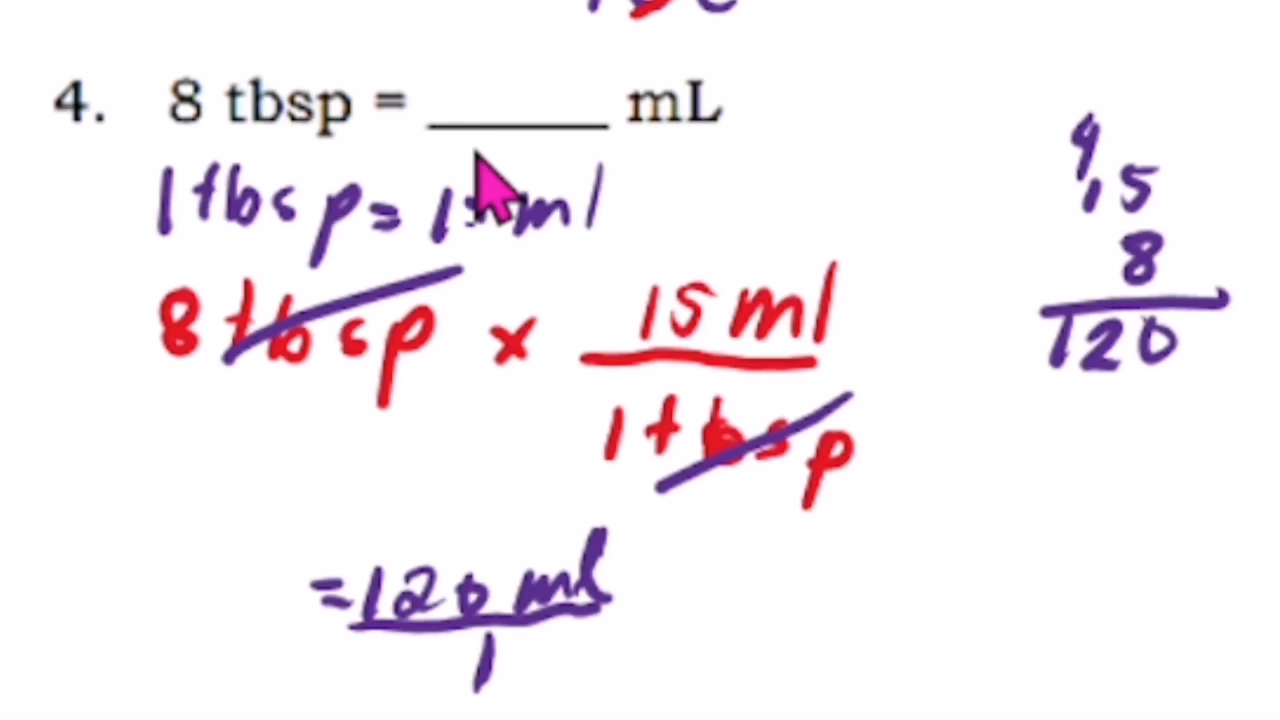 4. 8 tbsp = ______ mL
1 tbsp = 15 ml
8 tbsp x 15 ml
1 tbsp
= 120 ml
1
4
15
8
120